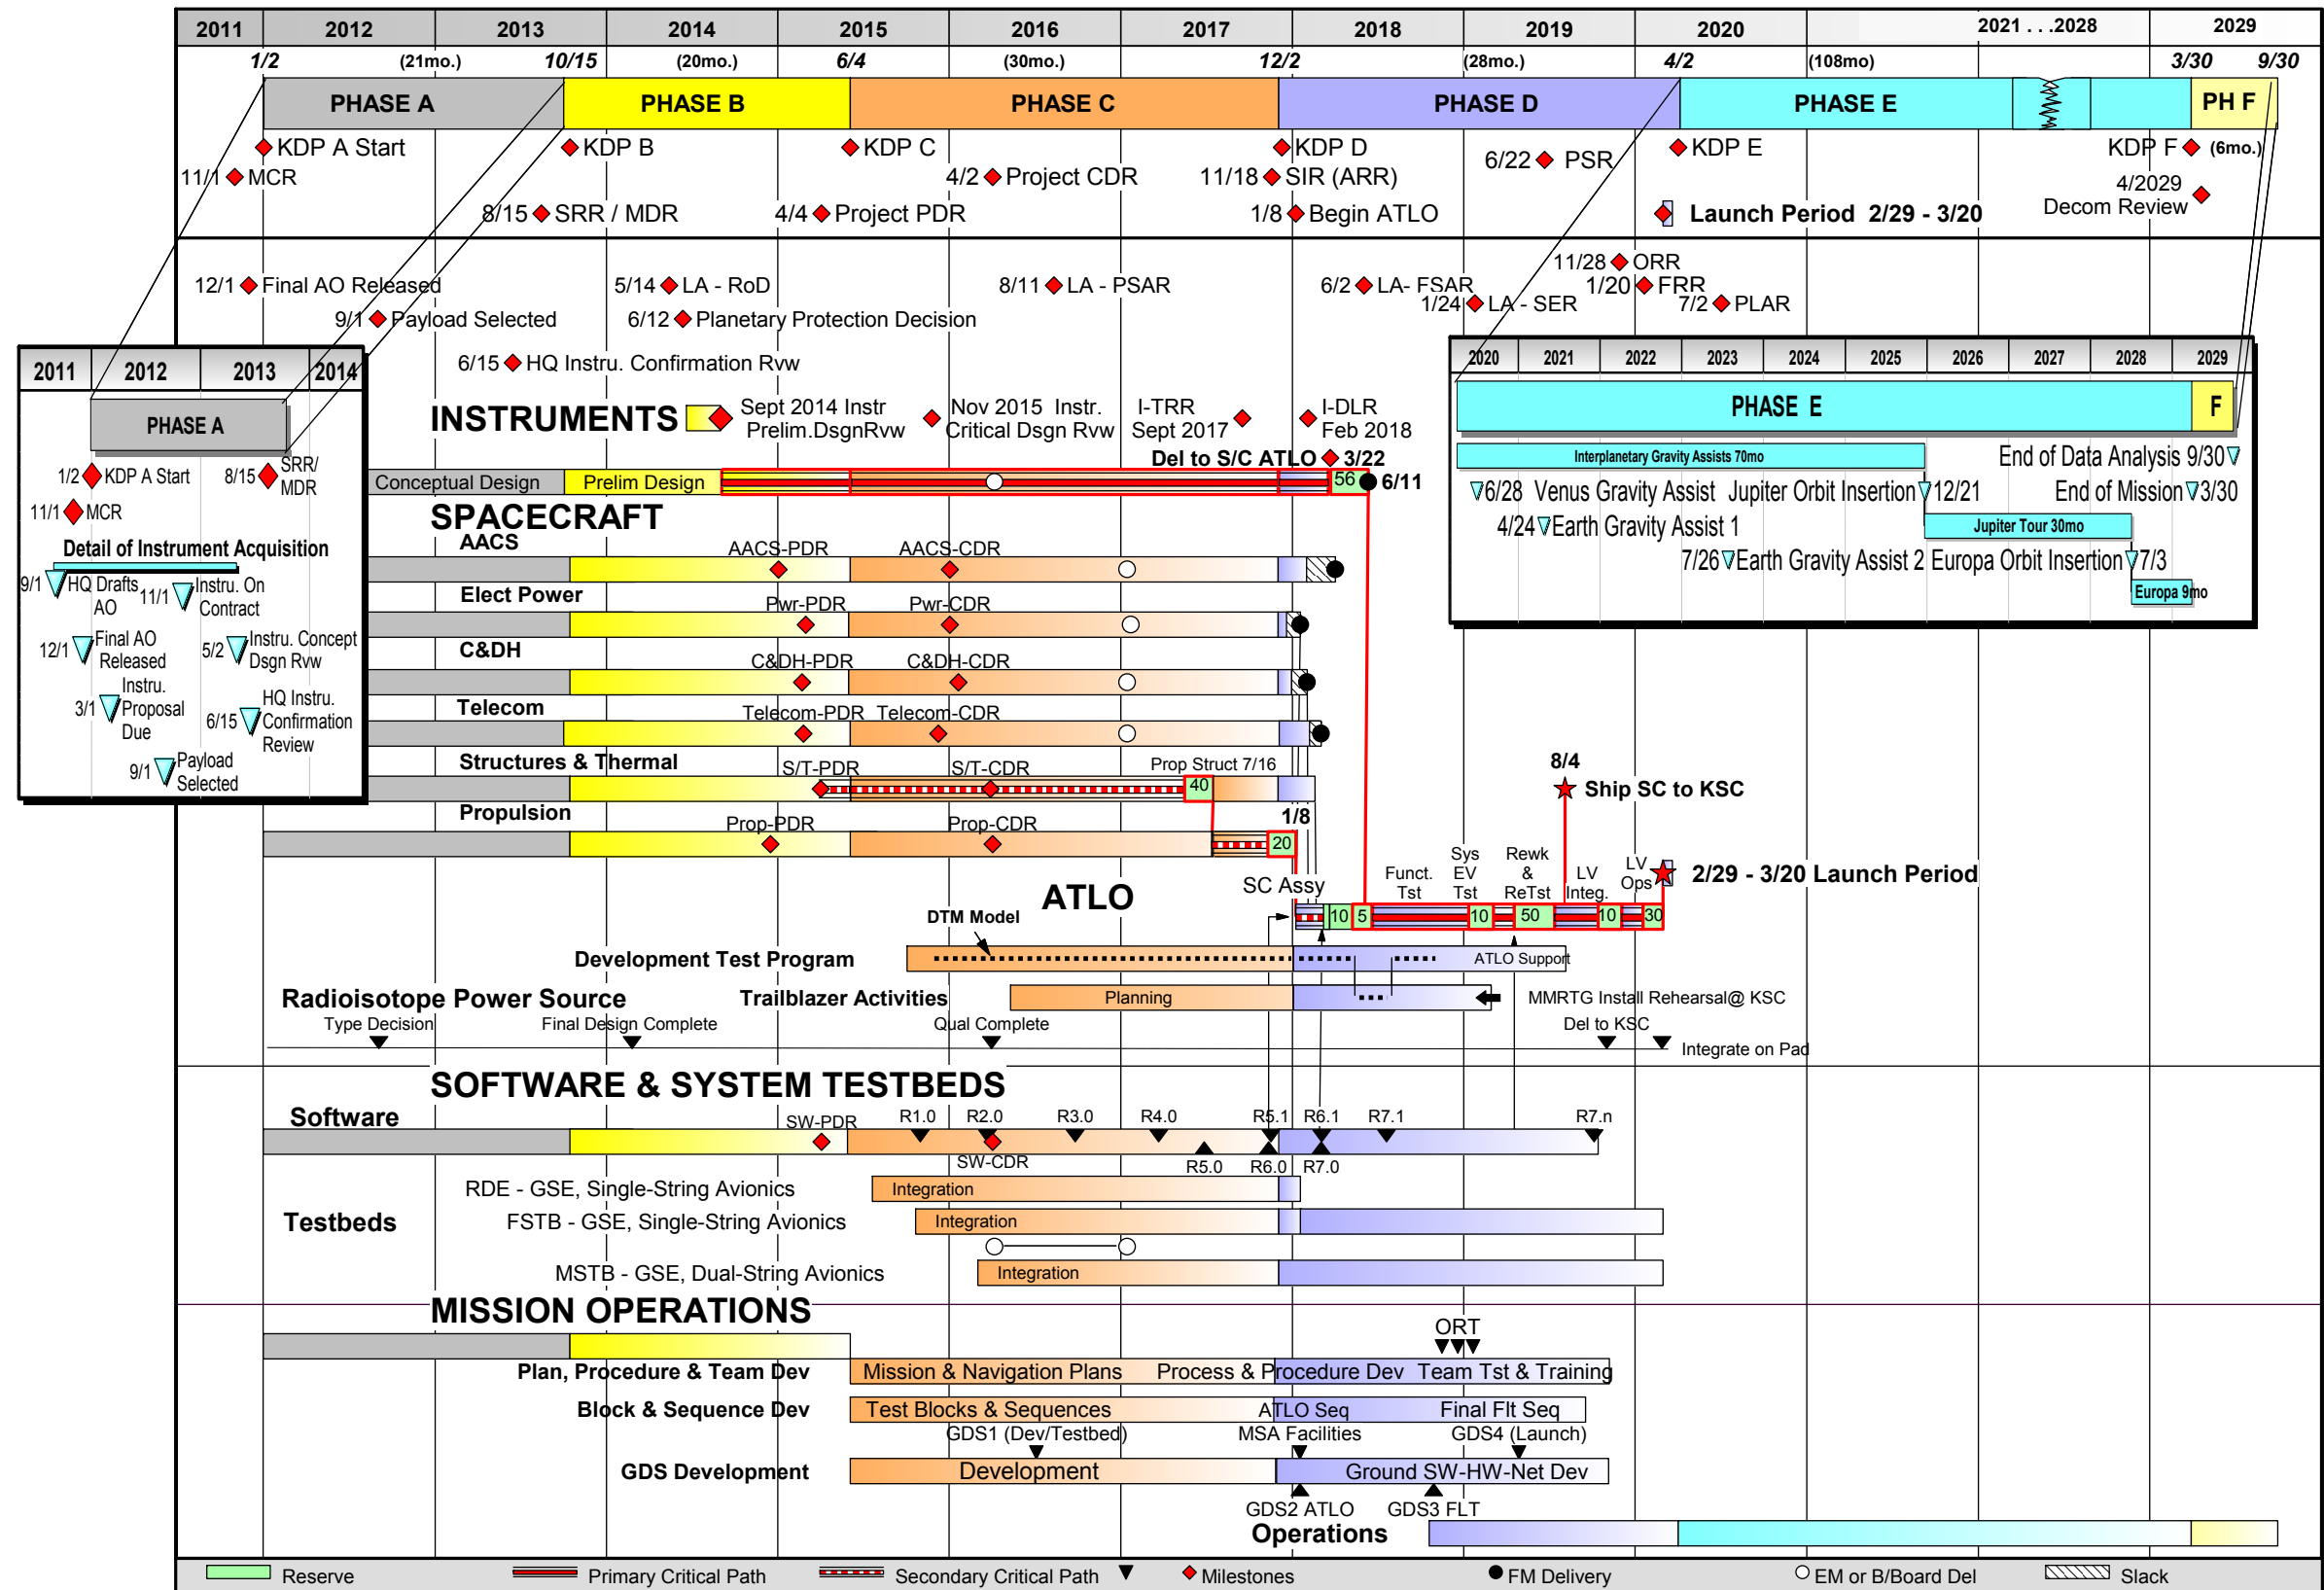 2011 2012 2013 2014 2015 2016 2017 2018 2019 2020 2021 . . .2028 2029
1/2 (21mo.) 10/15 (20mo.) 6/4 (30mo.) 12/2 (28mo.) 4/2 (108mo) 3/30 9/30
PHASE A PHASE B PHASE C PHASE D PHASE E PH F
KDP A Start KDP B KDP C KDP D 6/22 PSR KDP E KDP F (6mo.)
11/1 MCR 4/2 Project CDR 11/18 SIR (ARR)
4/2029
Decom Review
8/15 SRR / MDR 4/4 Project PDR 1/8 Begin ATLO Launch Period 2/29 - 3/20
11/28 ORR
12/1 Final AO Released 5/14 LA - RoD 8/11 LA - PSAR 6/2 LA- FSAR 1/20 FRR
1/24 LA - SER 7/2 PLAR
9/1 Payload Selected 6/12 Planetary Protection Decision
6/15 HQ Instru. Confirmation Rvw
2011 2012 2013 2014
PHASE A
1/2 KDP A Start 8/15 SRR/
MDR
11/1 MCR
Detail of Instrument Acquisition
9/1 HQ Drafts
AO
11/1 Instru. On
Contract
12/1 Final AO
Released
5/2 Instru. Concept
Dsgn Rvw
3/1 Instru.
Proposal
Due
6/15 HQ Instru.
Confirmation
Review
9/1 Payload
Selected
2020 2021 2022 2023 2024 2025 2026 2027 2028 2029
PHASE E F
Interplanetary Gravity Assists 70mo End of Data Analysis 9/30
6/28 Venus Gravity Assist Jupiter Orbit Insertion 12/21 End of Mission 3/30
4/24 Earth Gravity Assist 1 Jupiter Tour 30mo
7/26 Earth Gravity Assist 2 Europa Orbit Insertion 7/3
Europa 9mo
INSTRUMENTS
Sept 2014 Instr
Prelim.DsgnRvw
Nov 2015 Instr.
Critical Dsgn Rvw
I-TRR
Sept 2017
I-DLR
Feb 2018
Del to S/C ATLO 3/22
Conceptual Design Prelim Design 56 6/11
SPACECRAFT
AACS
AACS-PDR AACS-CDR
Elect Power
Pwr-PDR Pwr-CDR
C&DH
C&DH-PDR C&DH-CDR
Telecom
Telecom-PDR Telecom-CDR
Structures & Thermal
S/T-PDR S/T-CDR Prop Struct 7/16
40
Propulsion
Prop-PDR Prop-CDR 1/8
20
8/4
Ship SC to KSC
ATLO
SC Assy
Funct.
Tst
Sys
EV
Tst
Rewk
&
ReTst
LV
Integ.
LV
Ops
2/29 - 3/20 Launch Period
10 5 10 50 10 30
DTM Model
Development Test Program ATLO Support
Radioisotope Power Source
Trailblazer Activities Planning MMRTG Install Rehearsal@ KSC
Type Decision Final Design Complete Qual Complete Del to KSC
Integrate on Pad
SOFTWARE & SYSTEM TESTBEDS
Software
SW-PDR R1.0 R2.0 R3.0 R4.0 R5.1 R6.1 R7.1 R7.n
SW-CDR R5.0 R6.0 R7.0
Testbeds
RDE - GSE, Single-String Avionics Integration
FSTB - GSE, Single-String Avionics Integration
MSTB - GSE, Dual-String Avionics Integration
MISSION OPERATIONS
ORT
Plan, Procedure & Team Dev Mission & Navigation Plans Process & Procedure Dev Team Tst & Training
Block & Sequence Dev Test Blocks & Sequences ATLO Seq Final Flt Seq
GDS1 (Dev/Testbed) MSA Facilities GDS4 (Launch)
GDS Development Development Ground SW-HW-Net Dev
GDS2 ATLO GDS3 FLT
Operations
Reserve Primary Critical Path Secondary Critical Path Milestones FM Delivery EM or B/Board Del Slack